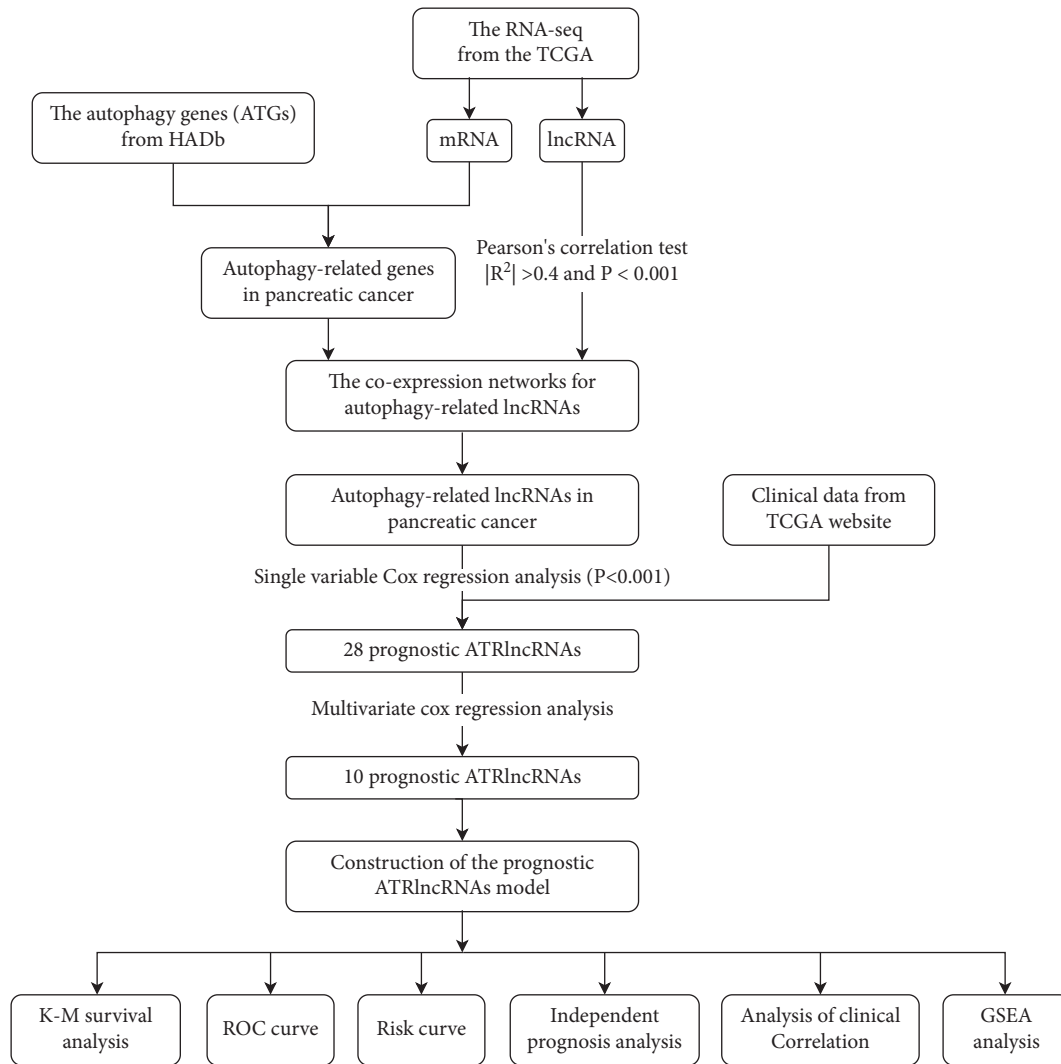 The RNA-seq
from the TCGA
The autophagy genes (ATGs)
from HADb
mRNA
lncRNA
Pearson's correlation test
|R²| >0.4 and P < 0.001
Autophagy-related genes
in pancreatic cancer
The co-expression networks for
autophagy-related lncRNAs
Autophagy-related lncRNAs in
pancreatic cancer
Clinical data from
TCGA website
Single variable Cox regression analysis (P<0.001)
28 prognostic ATRlncRNAs
Multivariate cox regression analysis
10 prognostic ATRlncRNAs
Construction of the prognostic
ATRlncRNAs model
K-M survival
analysis
ROC curve
Risk curve
Independent
prognosis analysis
Analysis of clinical
Correlation
GSEA
analysis